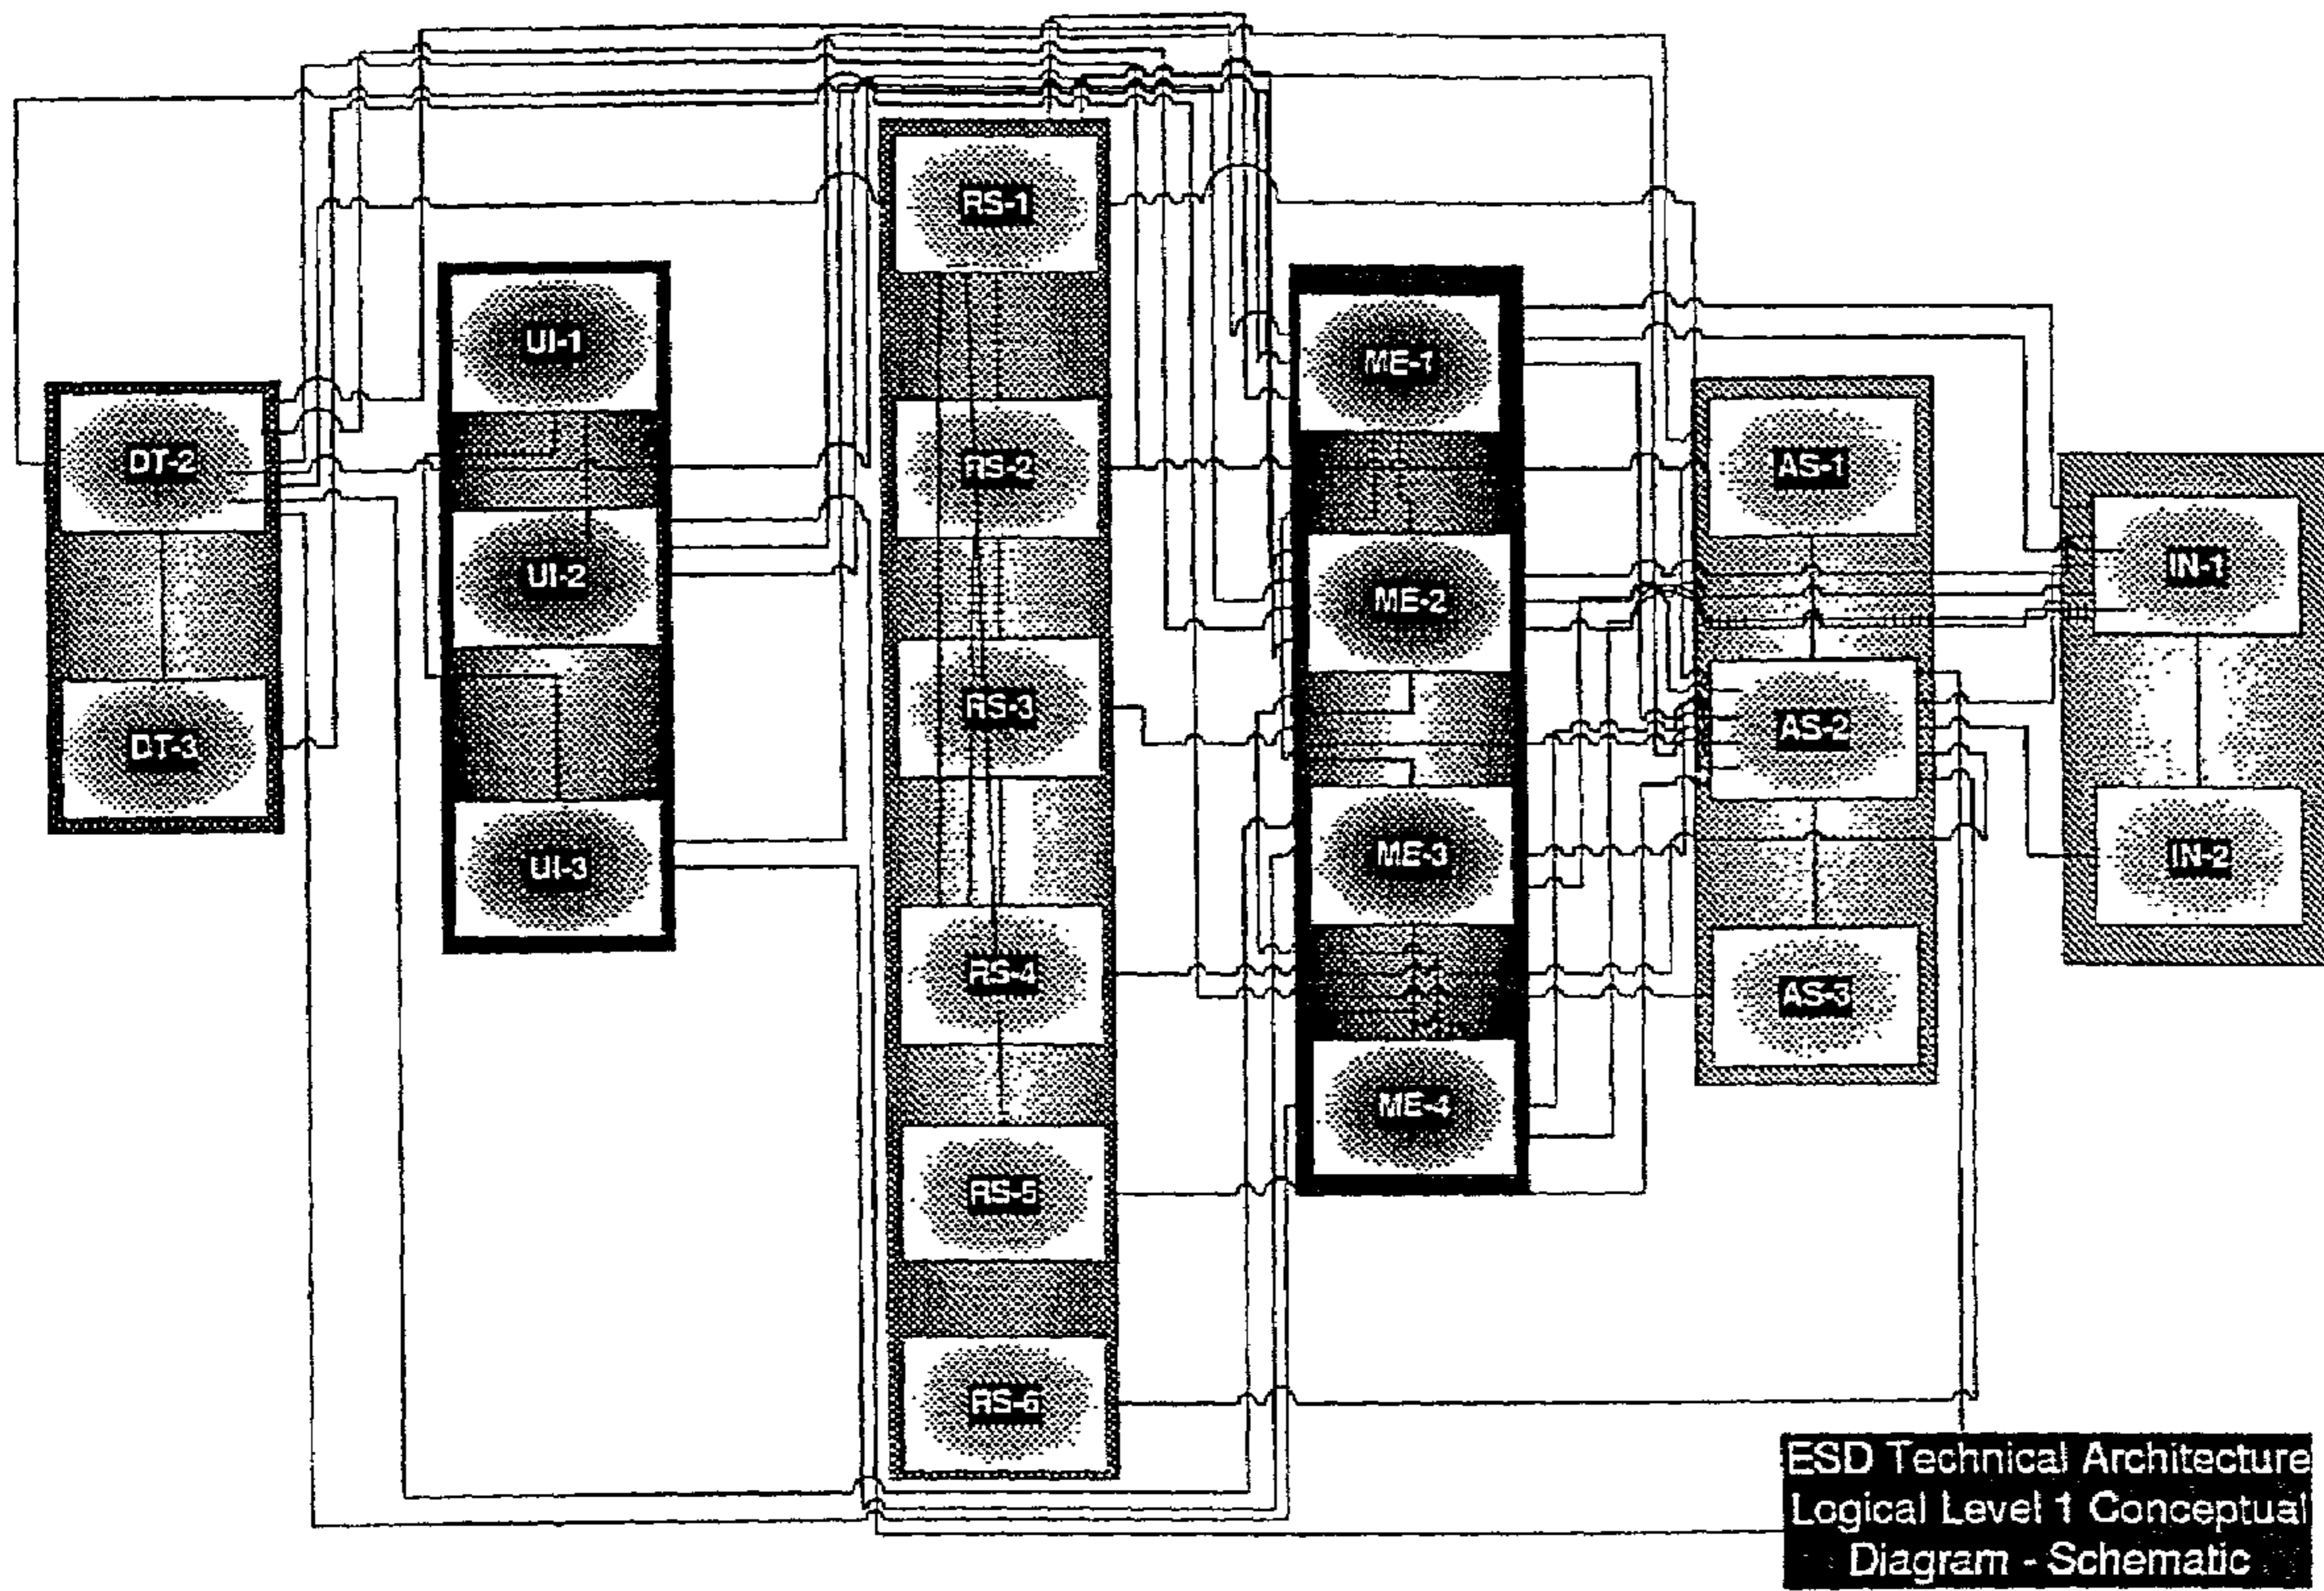 DT-2
DT-3
UI-1
UI-2
UI-3
RS-1
RS-2
RS-3
RS-4
RS-5
RS-6
ME-1
ME-2
ME-3
ME-4
AS-1
AS-2
AS-3
IN-1
IN-2
ESD Technical Architecture
Logical Level 1 Conceptual
Diagram - Schematic